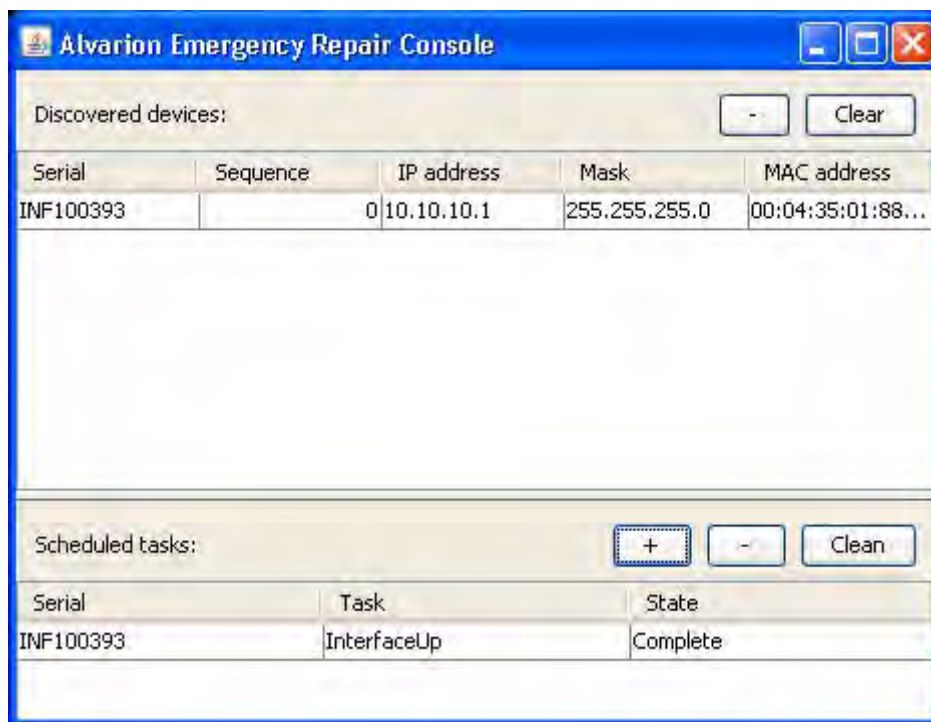 Alvarion Emergency Repair Console
Discovered devices: - Clear
Serial Sequence IP address Mask MAC address
INF100393 0 10.10.10.1 255.255.255.0 00:04:35:01:88...
Scheduled tasks: + - Clean
Serial Task State
INF100393 InterfaceUp Complete